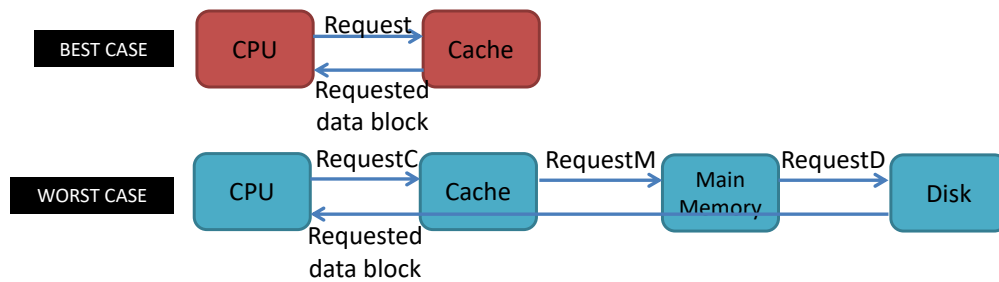 BEST CASE
CPU
Request
Cache
Requested
data block
WORST CASE
CPU
RequestC
Cache
RequestM
Main
Memory
RequestD
Disk
Requested
data block